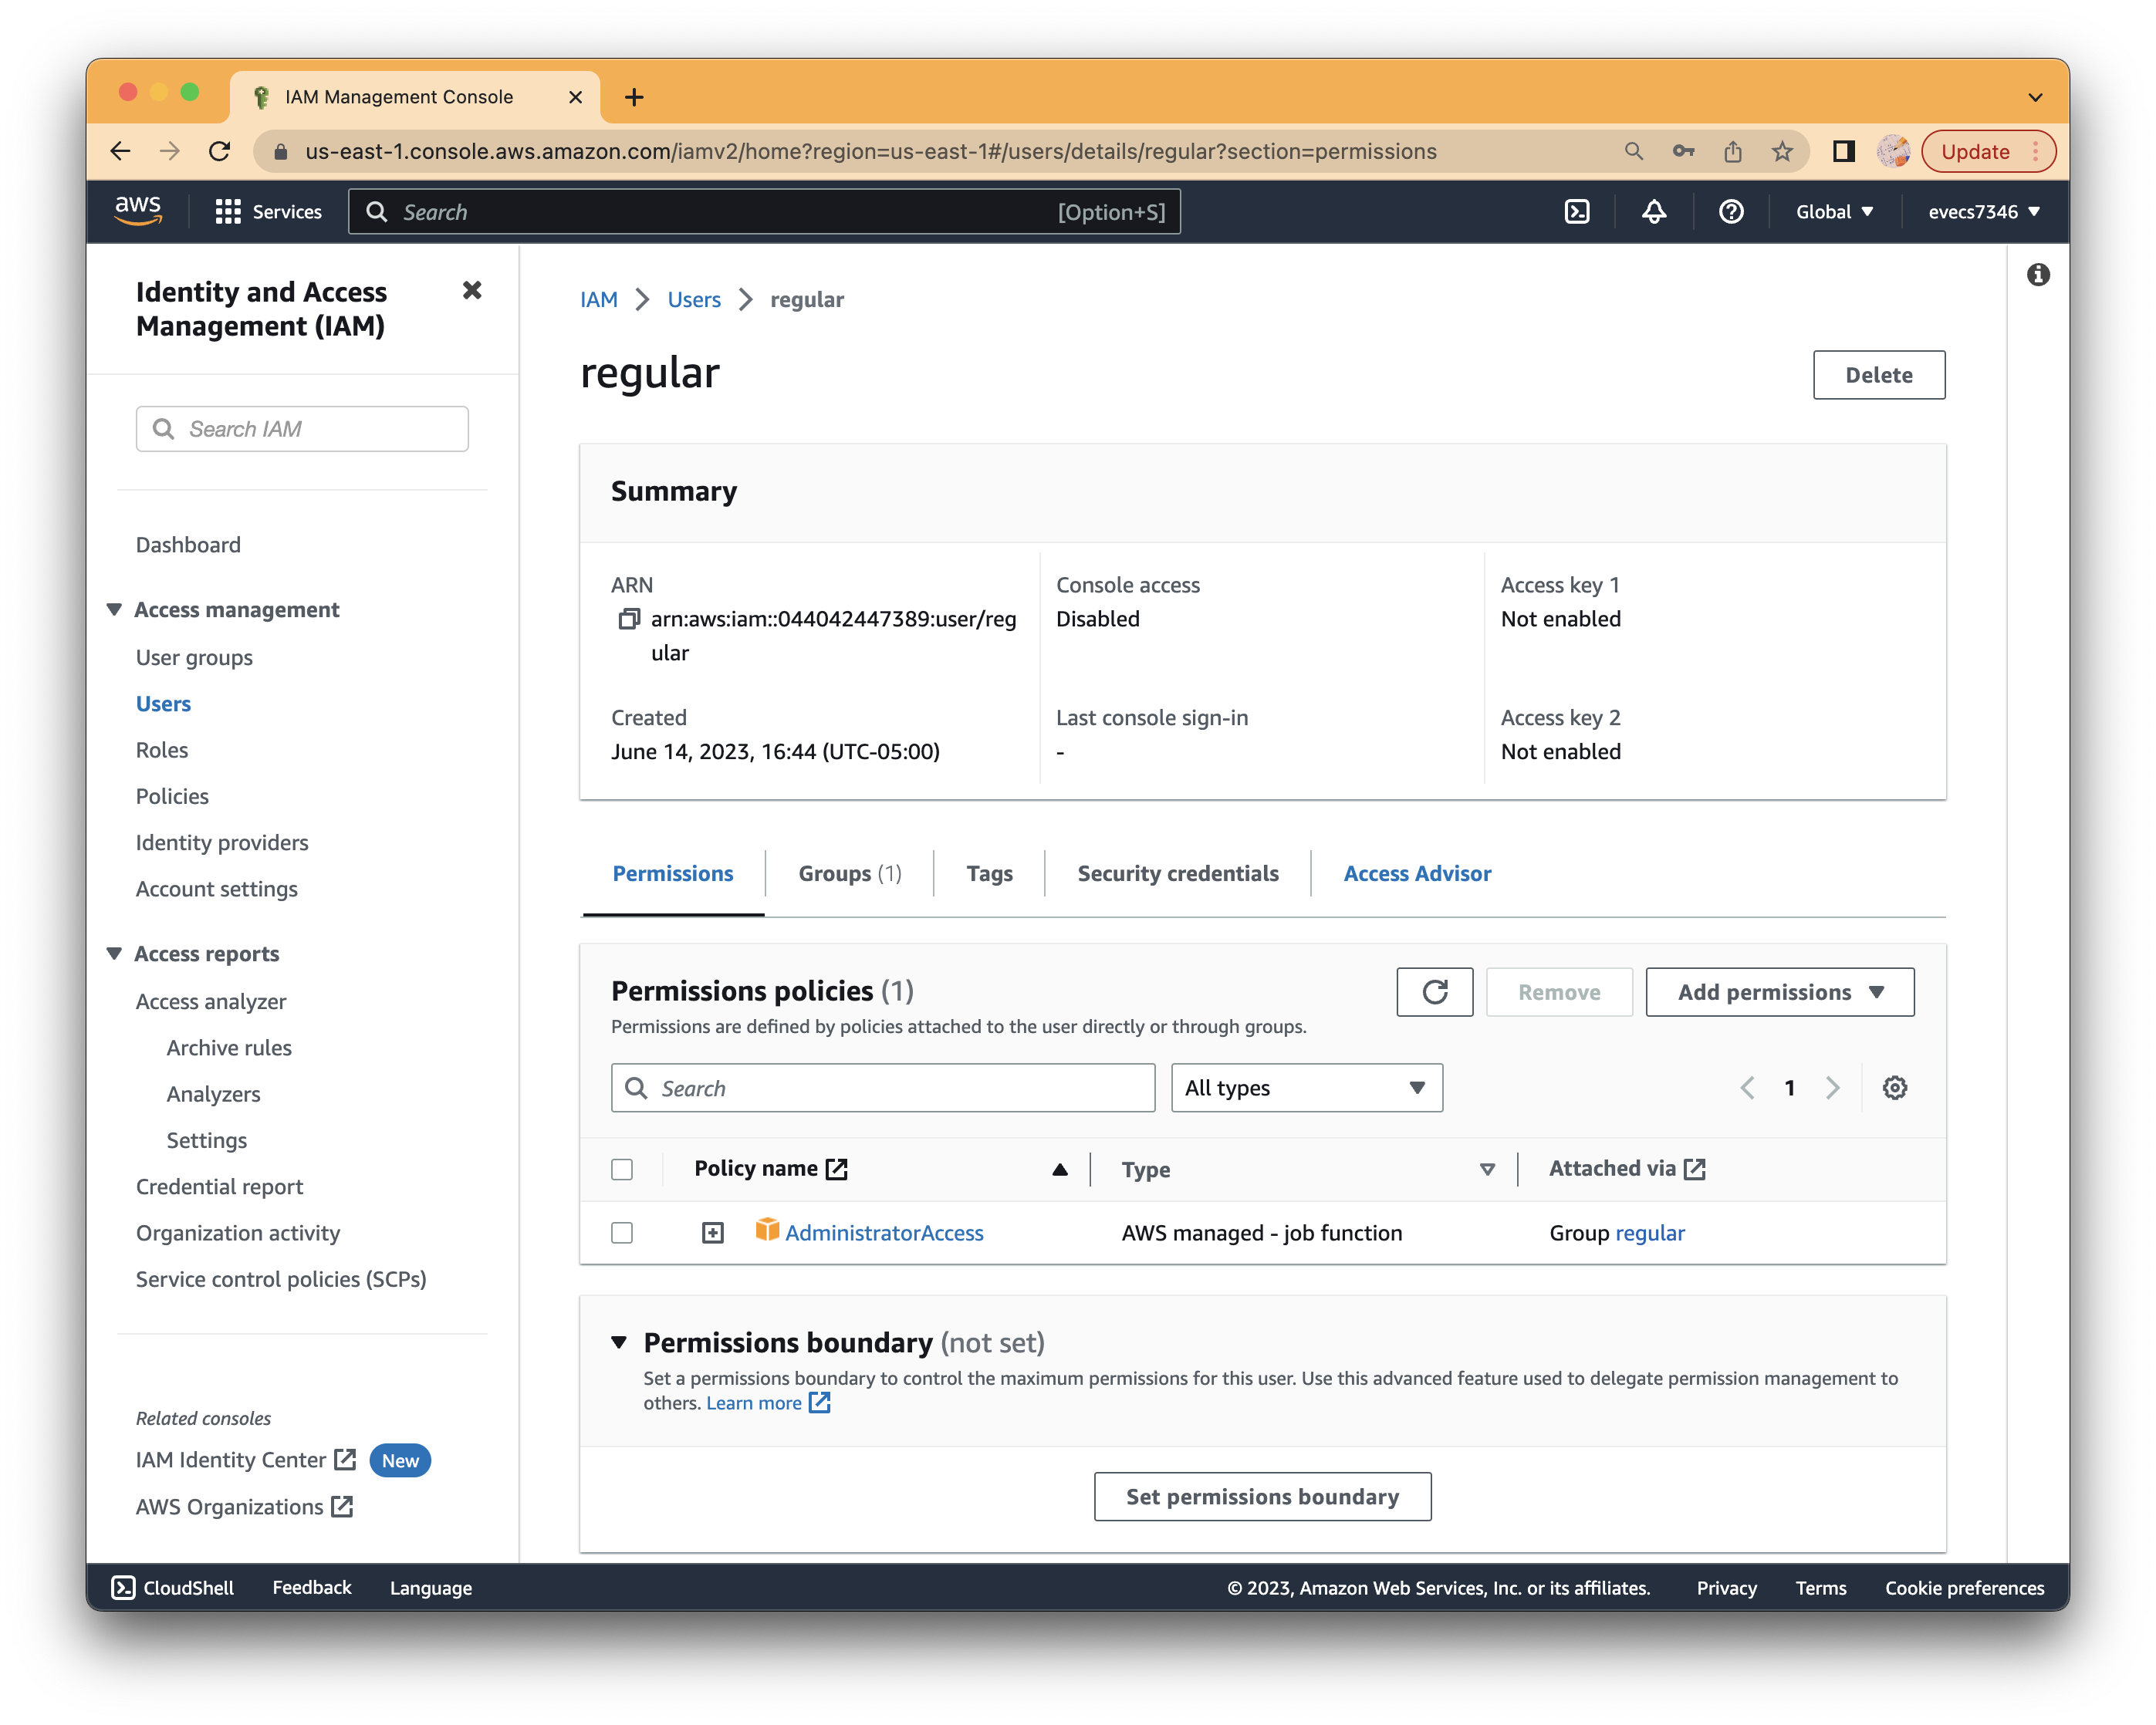 IAM Management Console
us-east-1.console.aws.amazon.com/iamv2/home?region=us-east-1#/users/details/regular?section=permissions
Update
aws
Services
Search
[Option+S]
Global
evecs7346
Identity and Access
Management (IAM)
Search IAM
Dashboard
Access management
User groups
Users
Roles
Policies
Identity providers
Account settings
Access reports
Access analyzer
Archive rules
Analyzers
Settings
Credential report
Organization activity
Service control policies (SCPs)
Related consoles
IAM Identity Center
New
AWS Organizations
IAM
Users
regular
regular
Delete
Summary
ARN
arn:aws:iam::044042447389:user/reg
ular
Console access
Disabled
Access key 1
Not enabled
Created
June 14, 2023, 16:44 (UTC-05:00)
Last console sign-in
-
Access key 2
Not enabled
Permissions
Groups (1)
Tags
Security credentials
Access Advisor
Permissions policies (1)
Permissions are defined by policies attached to the user directly or through groups.
Remove
Add permissions
Search
All types
1
Policy name
Type
Attached via
AdministratorAccess
AWS managed - job function
Group regular
Permissions boundary (not set)
Set a permissions boundary to control the maximum permissions for this user. Use this advanced feature used to delegate permission management to
others. Learn more
Set permissions boundary
CloudShell
Feedback
Language
© 2023, Amazon Web Services, Inc. or its affiliates.
Privacy
Terms
Cookie preferences